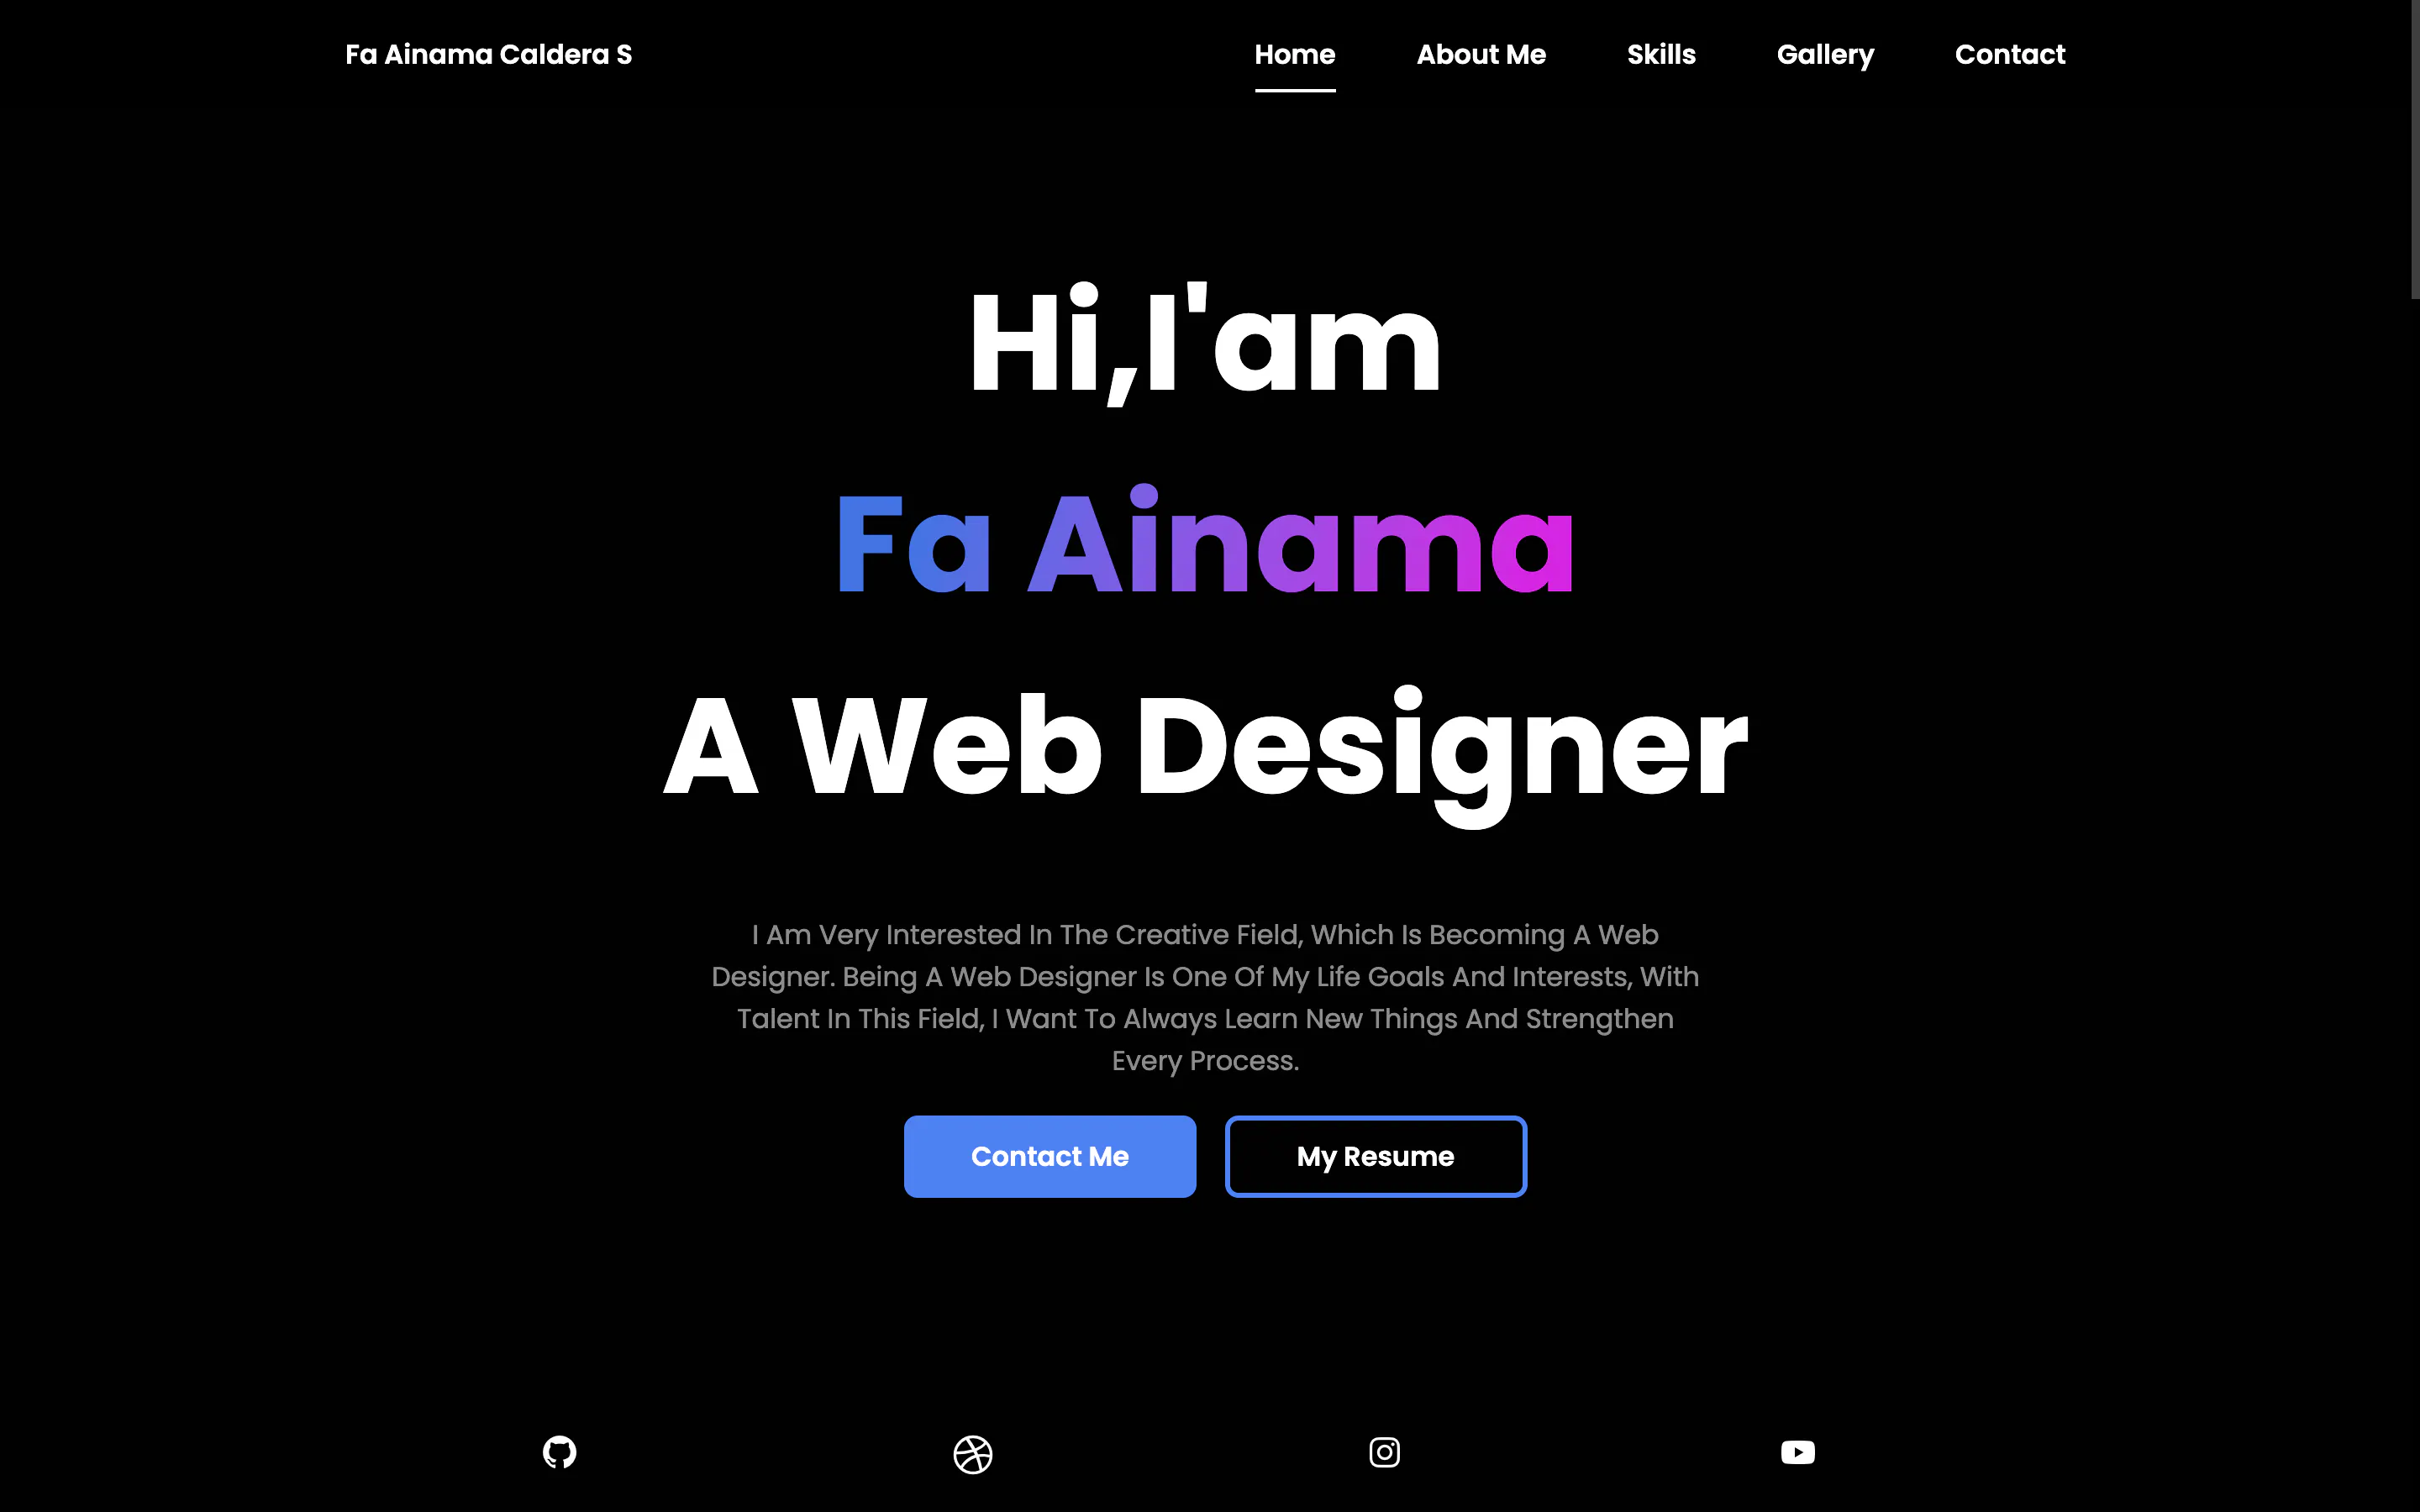 Fa Ainama Caldera S
Home About Me Skills Gallery Contact
Hi,I'am
Fa Ainama
A Web Designer
I Am Very Interested In The Creative Field, Which Is Becoming A Web
Designer. Being A Web Designer Is One Of My Life Goals And Interests, With
Talent In This Field, I Want To Always Learn New Things And Strengthen
Every Process.
Contact Me
My Resume